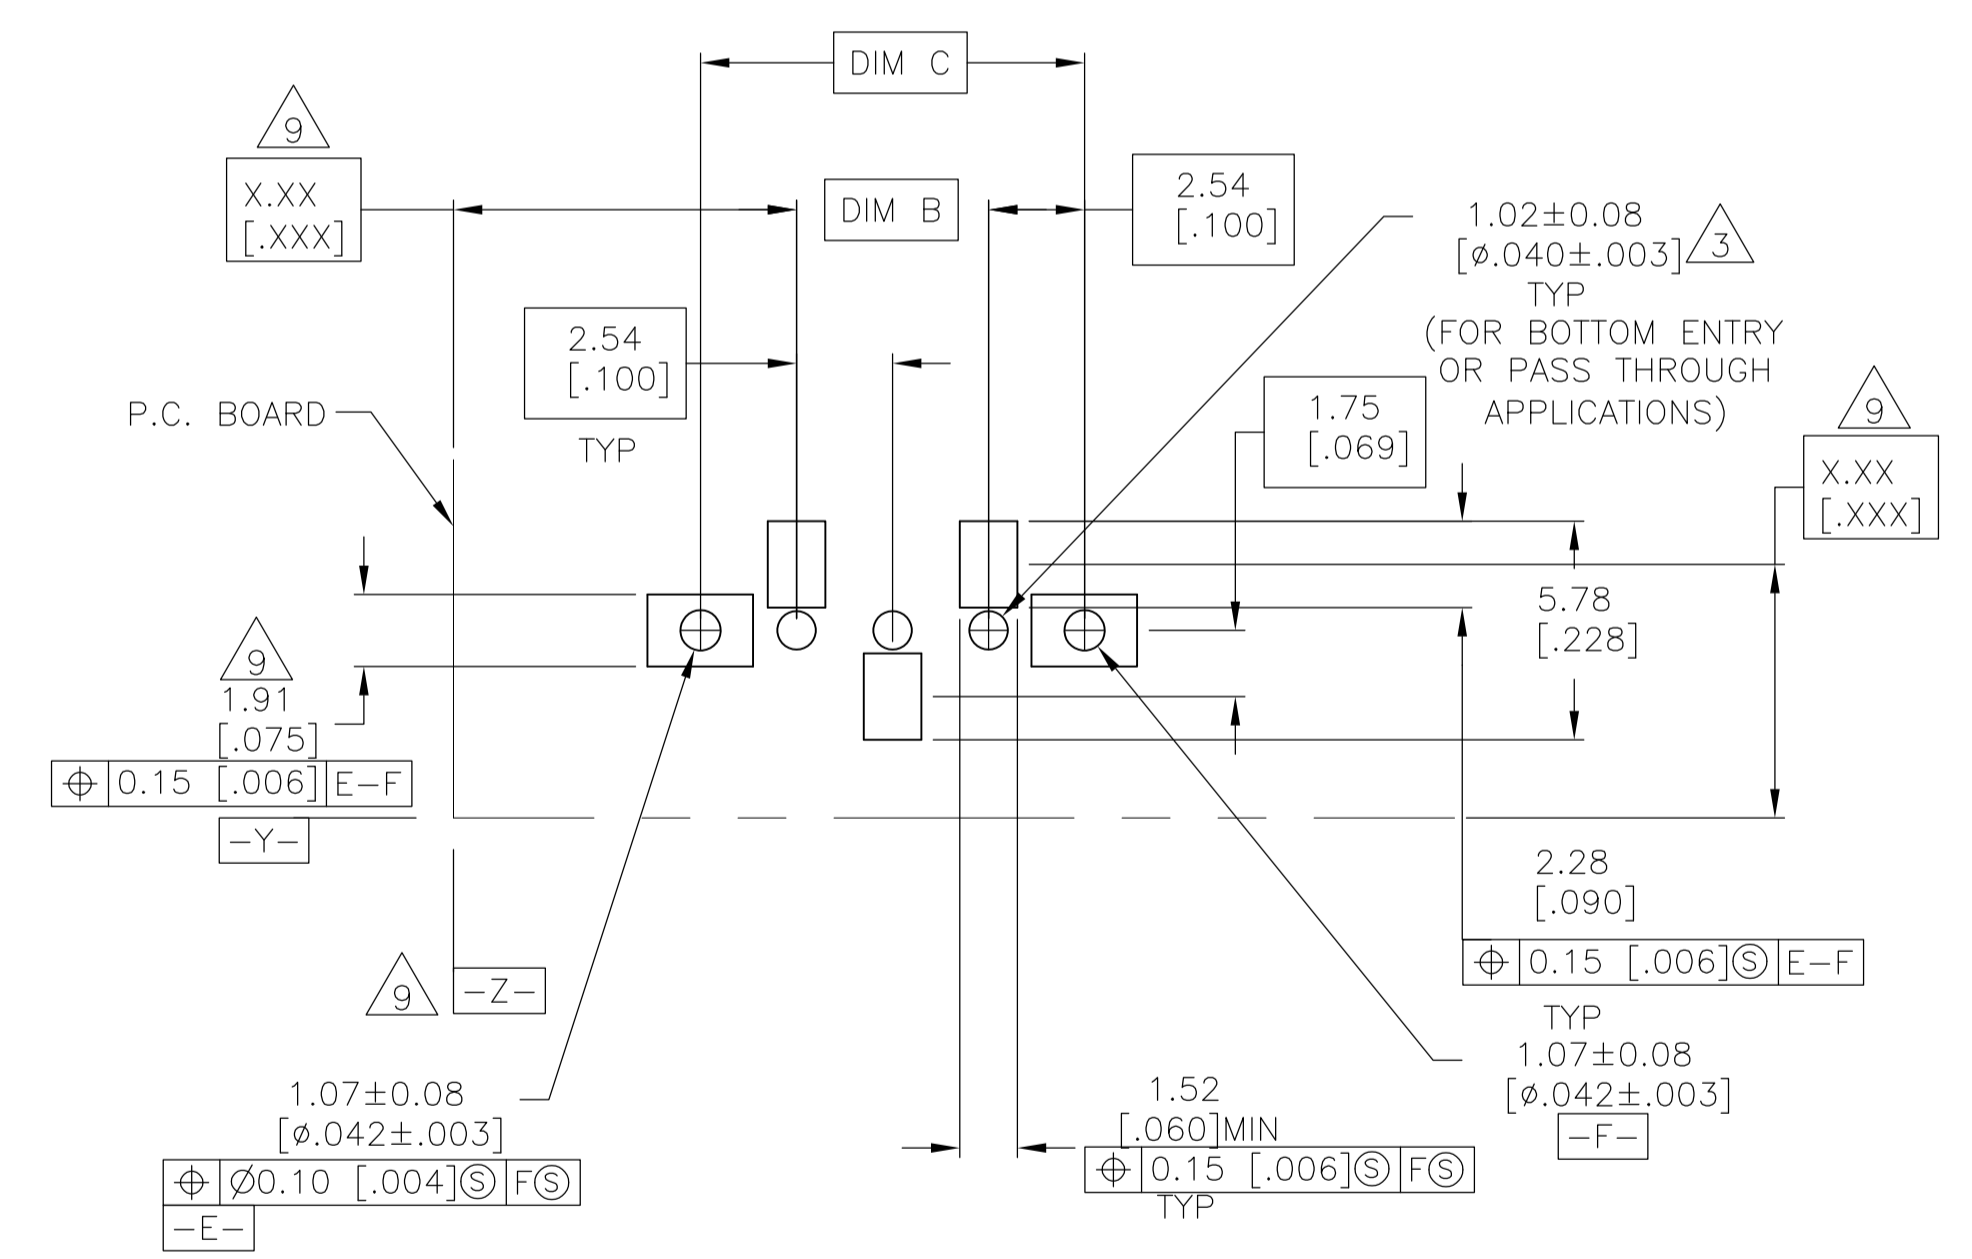 DIM C
9
X.XX
[.XXX]
DIM B
2.54
[.100]
1.02±0.08
[ø.040±.003]
3
TYP
(FOR BOTTOM ENTRY
OR PASS THROUGH
APPLICATIONS)
2.54
[.100]
TYP
P.C. BOARD
1.75
[.069]
9
X.XX
[.XXX]
5.78
[.228]
9
1.91
[.075]
⌖ 0.15 [.006] E-F
-Y-
2.28
[.090]
⌖ 0.15 [.006]Ⓢ E-F
TYP
9
-Z-
1.07±0.08
[ø.042±.003]
-F-
1.07±0.08
[ø.042±.003]
⌖ Ø0.10 [.004]Ⓢ FⓈ
-E-
1.52
[.060]MIN
⌖ 0.15 [.006]Ⓢ FⓈ
TYP